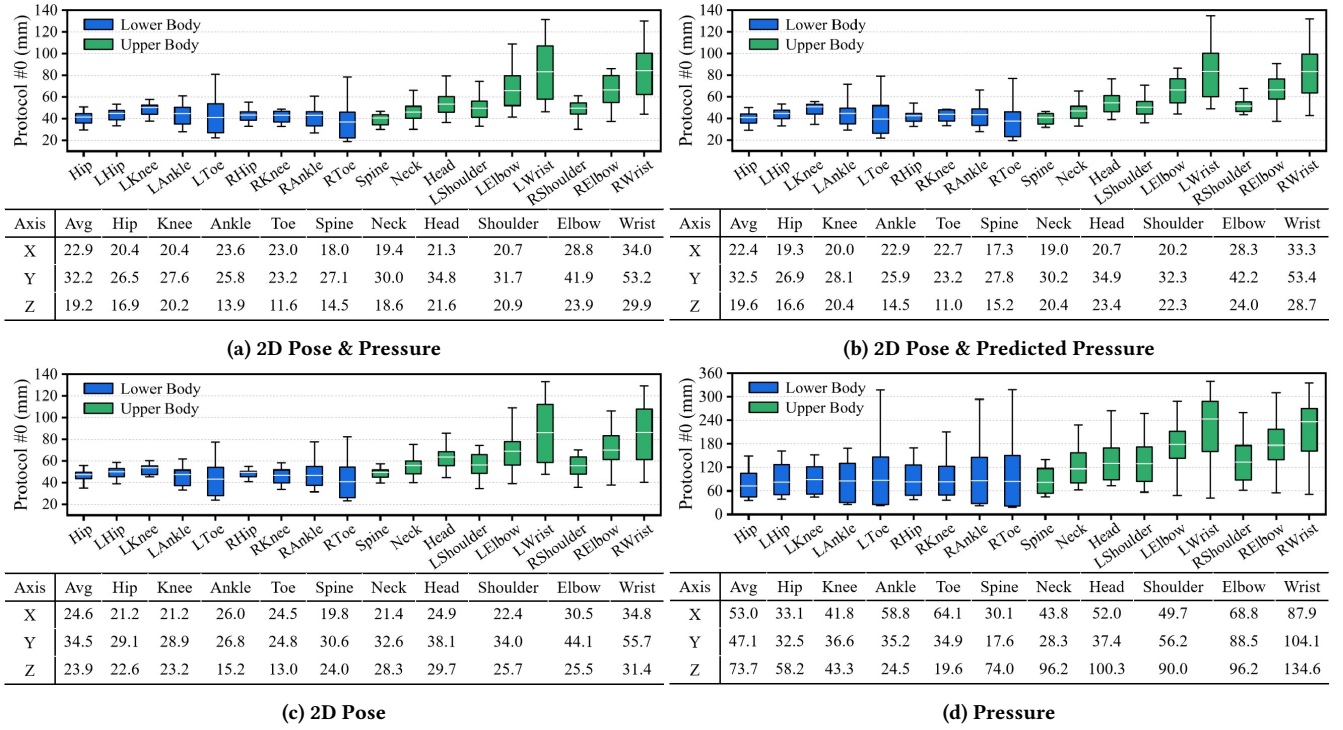 Protocol #0 (mm)
140
120
100
80
60
40
20
Lower Body
Upper Body
Hip LHip LKnee LAnkle LToe RHip RKnee RAnkle RToe Spine Neck Head LShoulder LElbow LWrist RShoulder RElbow RWrist
Axis Avg Hip Knee Ankle Toe Spine Neck Head Shoulder Elbow Wrist
X 22.9 20.4 20.4 23.6 23.0 18.0 19.4 21.3 20.7 28.8 34.0
Y 32.2 26.5 27.6 25.8 23.2 27.1 30.0 34.8 31.7 41.9 53.2
Z 19.2 16.9 20.2 13.9 11.6 14.5 18.6 21.6 20.9 23.9 29.9
(a) 2D Pose & Pressure
Protocol #0 (mm)
140
120
100
80
60
40
20
Lower Body
Upper Body
Hip LHip LKnee LAnkle LToe RHip RKnee RAnkle RToe Spine Neck Head LShoulder LElbow LWrist RShoulder RElbow RWrist
Axis Avg Hip Knee Ankle Toe Spine Neck Head Shoulder Elbow Wrist
X 22.4 19.3 20.0 22.9 22.7 17.3 19.0 20.7 20.2 28.3 33.3
Y 32.5 26.9 28.1 25.9 23.2 27.8 30.2 34.9 32.3 42.2 53.4
Z 19.6 16.6 20.4 14.5 11.0 15.2 20.4 23.4 22.3 24.0 28.7
(b) 2D Pose & Predicted Pressure
Protocol #0 (mm)
140
120
100
80
60
40
20
Lower Body
Upper Body
Hip LHip LKnee LAnkle LToe RHip RKnee RAnkle RToe Spine Neck Head LShoulder LElbow LWrist RShoulder RElbow RWrist
Axis Avg Hip Knee Ankle Toe Spine Neck Head Shoulder Elbow Wrist
X 24.6 21.2 21.2 26.0 24.5 19.8 21.4 24.9 22.4 30.5 34.8
Y 34.5 29.1 28.9 26.8 24.8 30.6 32.6 38.1 34.0 44.1 55.7
Z 23.9 22.6 23.2 15.2 13.0 24.0 28.3 29.7 25.7 25.5 31.4
(c) 2D Pose
Protocol #0 (mm)
360
300
240
180
120
60
0
Lower Body
Upper Body
Hip LHip LKnee LAnkle LToe RHip RKnee RAnkle RToe Spine Neck Head LShoulder LElbow LWrist RShoulder RElbow RWrist
Axis Avg Hip Knee Ankle Toe Spine Neck Head Shoulder Elbow Wrist
X 53.0 33.1 41.8 58.8 64.1 30.1 43.8 52.0 49.7 68.8 87.9
Y 47.1 32.5 36.6 35.2 34.9 17.6 28.3 37.4 56.2 88.5 104.1
Z 73.7 58.2 43.3 24.5 19.6 74.0 96.2 100.3 90.0 96.2 134.6
(d) Pressure